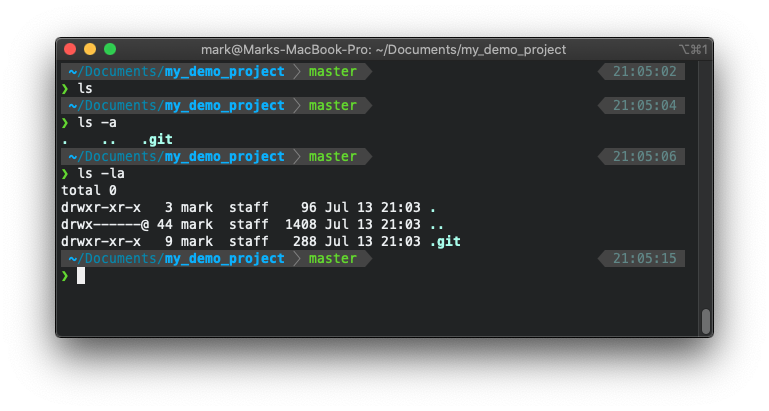 mark@Marks-MacBook-Pro: ~/Documents/my_demo_project ⌥⌘1
~/Documents/my_demo_project master 21:05:02
❯ ls
~/Documents/my_demo_project master 21:05:04
❯ ls -a
. .. .git
~/Documents/my_demo_project master 21:05:06
❯ ls -la
total 0
drwxr-xr-x 3 mark staff 96 Jul 13 21:03 .
drwx------@ 44 mark staff 1408 Jul 13 21:03 ..
drwxr-xr-x 9 mark staff 288 Jul 13 21:03 .git
~/Documents/my_demo_project master 21:05:15
❯